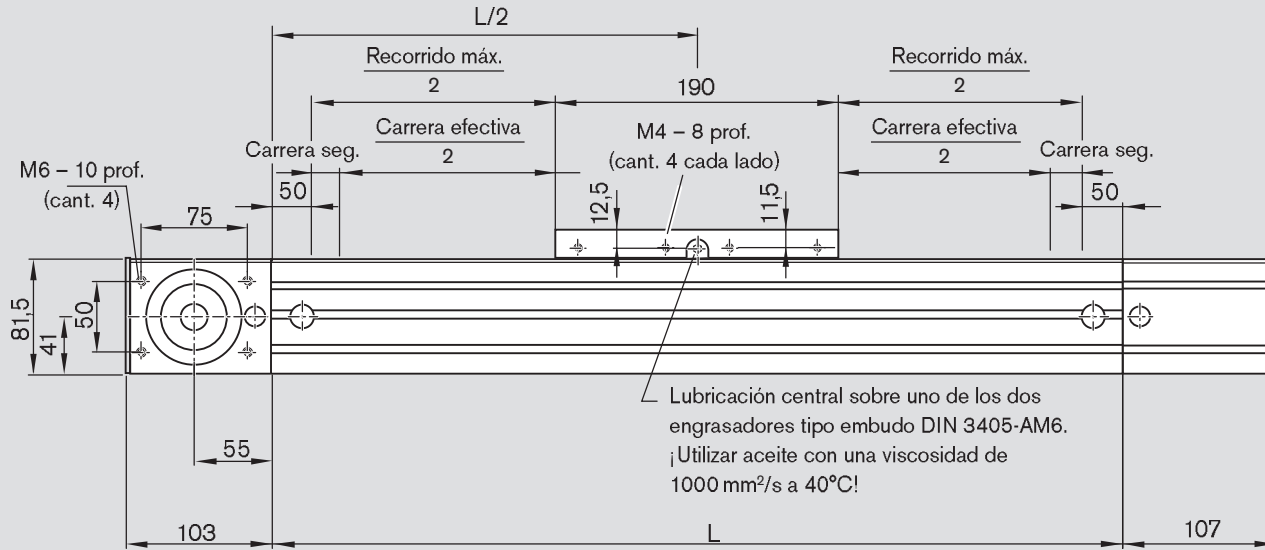 L/2
Recorrido máx.
2
190
Recorrido máx.
2
Carrera efectiva
2
M4 – 8 prof.
(cant. 4 cada lado)
Carrera efectiva
2
Carrera seg.
Carrera seg.
M6 – 10 prof.
(cant. 4)
50
12,5
11,5
50
75
81,5
50
41
55
Lubricación central sobre uno de los dos
engrasadores tipo embudo DIN 3405-AM6.
¡Utilizar aceite con una viscosidad de
1000 mm²/s a 40°C!
103
L
107